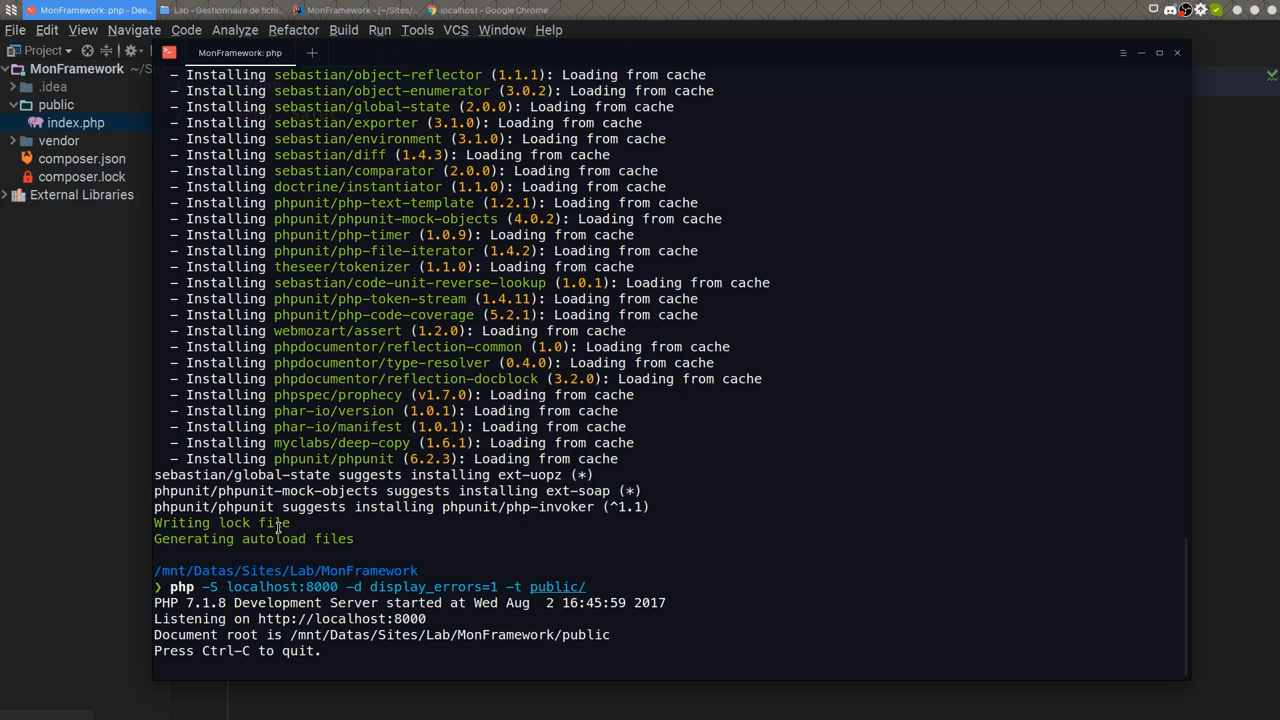 MonFramework: php - Dee...
Lab - Gestionnaire de fichi...
MonFramework - [~/Sites/...
localhost - Google Chrome
File Edit View Navigate Code Analyze Refactor Build Run Tools VCS Window Help
Project
MonFramework: php
MonFramework ~/S
.idea
public
index.php
vendor
composer.json
composer.lock
External Libraries
- Installing sebastian/object-reflector (1.1.1): Loading from cache
- Installing sebastian/object-enumerator (3.0.2): Loading from cache
- Installing sebastian/global-state (2.0.0): Loading from cache
- Installing sebastian/exporter (3.1.0): Loading from cache
- Installing sebastian/environment (3.1.0): Loading from cache
- Installing sebastian/diff (1.4.3): Loading from cache
- Installing sebastian/comparator (2.0.0): Loading from cache
- Installing doctrine/instantiator (1.1.0): Loading from cache
- Installing phpunit/php-text-template (1.2.1): Loading from cache
- Installing phpunit/phpunit-mock-objects (4.0.2): Loading from cache
- Installing phpunit/php-timer (1.0.9): Loading from cache
- Installing phpunit/php-file-iterator (1.4.2): Loading from cache
- Installing theseer/tokenizer (1.1.0): Loading from cache
- Installing sebastian/code-unit-reverse-lookup (1.0.1): Loading from cache
- Installing phpunit/php-token-stream (1.4.11): Loading from cache
- Installing phpunit/php-code-coverage (5.2.1): Loading from cache
- Installing webmozart/assert (1.2.0): Loading from cache
- Installing phpdocumentor/reflection-common (1.0): Loading from cache
- Installing phpdocumentor/type-resolver (0.4.0): Loading from cache
- Installing phpdocumentor/reflection-docblock (3.2.0): Loading from cache
- Installing phpspec/prophecy (v1.7.0): Loading from cache
- Installing phar-io/version (1.0.1): Loading from cache
- Installing phar-io/manifest (1.0.1): Loading from cache
- Installing myclabs/deep-copy (1.6.1): Loading from cache
- Installing phpunit/phpunit (6.2.3): Loading from cache
sebastian/global-state suggests installing ext-uopz (*)
phpunit/phpunit-mock-objects suggests installing ext-soap (*)
phpunit/phpunit suggests installing phpunit/php-invoker (^1.1)
Writing lock file
Generating autoload files
/mnt/Datas/Sites/Lab/MonFramework
❯ php -S localhost:8000 -d display_errors=1 -t public/
PHP 7.1.8 Development Server started at Wed Aug  2 16:45:59 2017
Listening on http://localhost:8000
Document root is /mnt/Datas/Sites/Lab/MonFramework/public
Press Ctrl-C to quit.